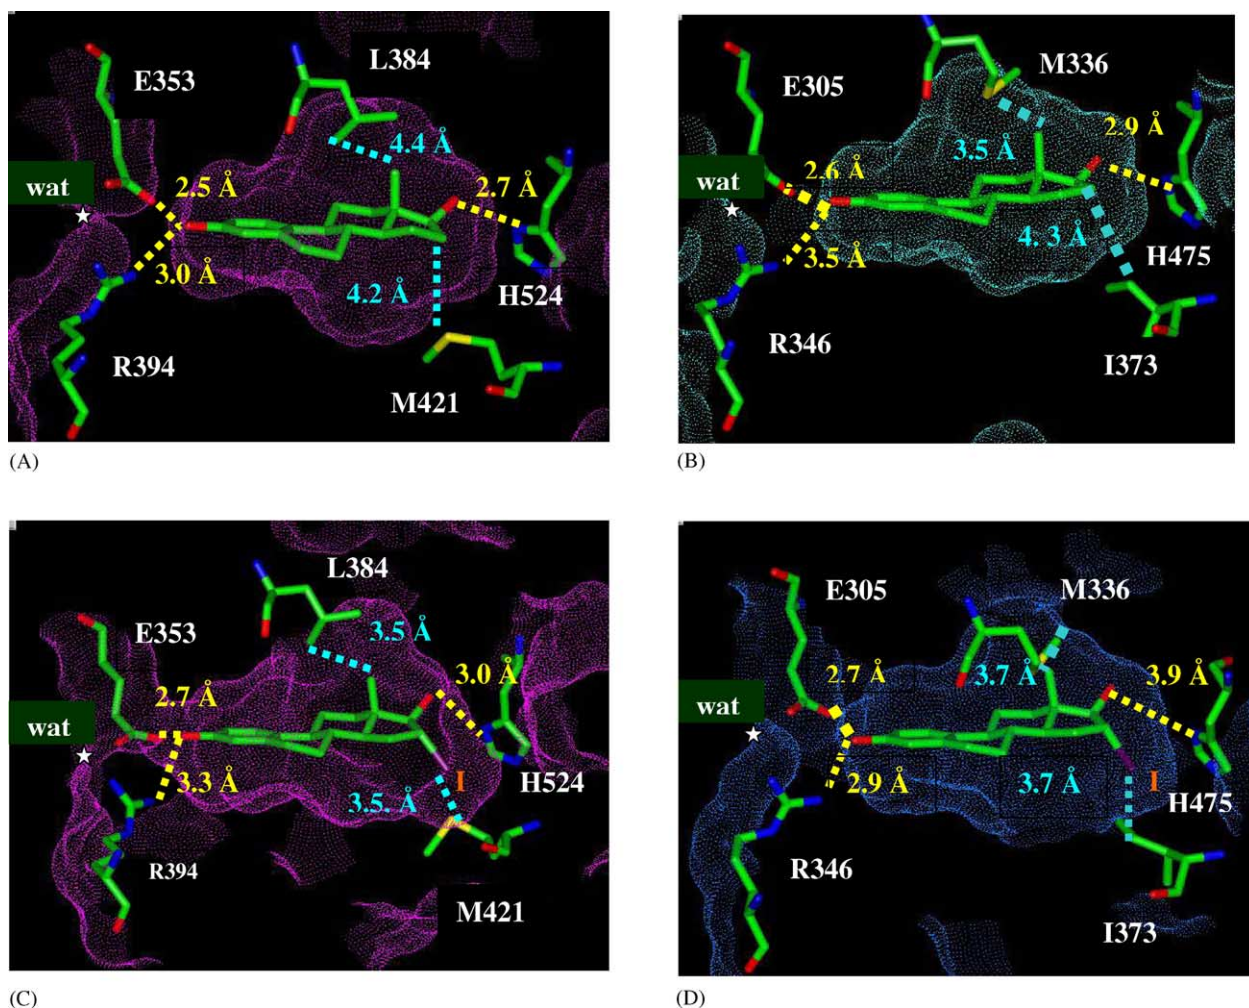 L384
E353
wat
2.5 Å
4.4 Å
2.7 Å
3.0 Å
4.2 Å
H524
R394
M421
(A)
M336
E305
2.9 Å
wat
2.6 Å
3.5 Å
4. 3 Å
3.5 Å
H475
R346
I373
(B)
L384
E353
3.5 Å
3.0 Å
2.7 Å
wat
3.3 Å
I
H524
3.5. Å
R394
M421
(C)
E305
M336
2.7 Å
3.7 Å
3.9 Å
wat
2.9 Å
3.7 Å
I
H475
R346
I373
(D)